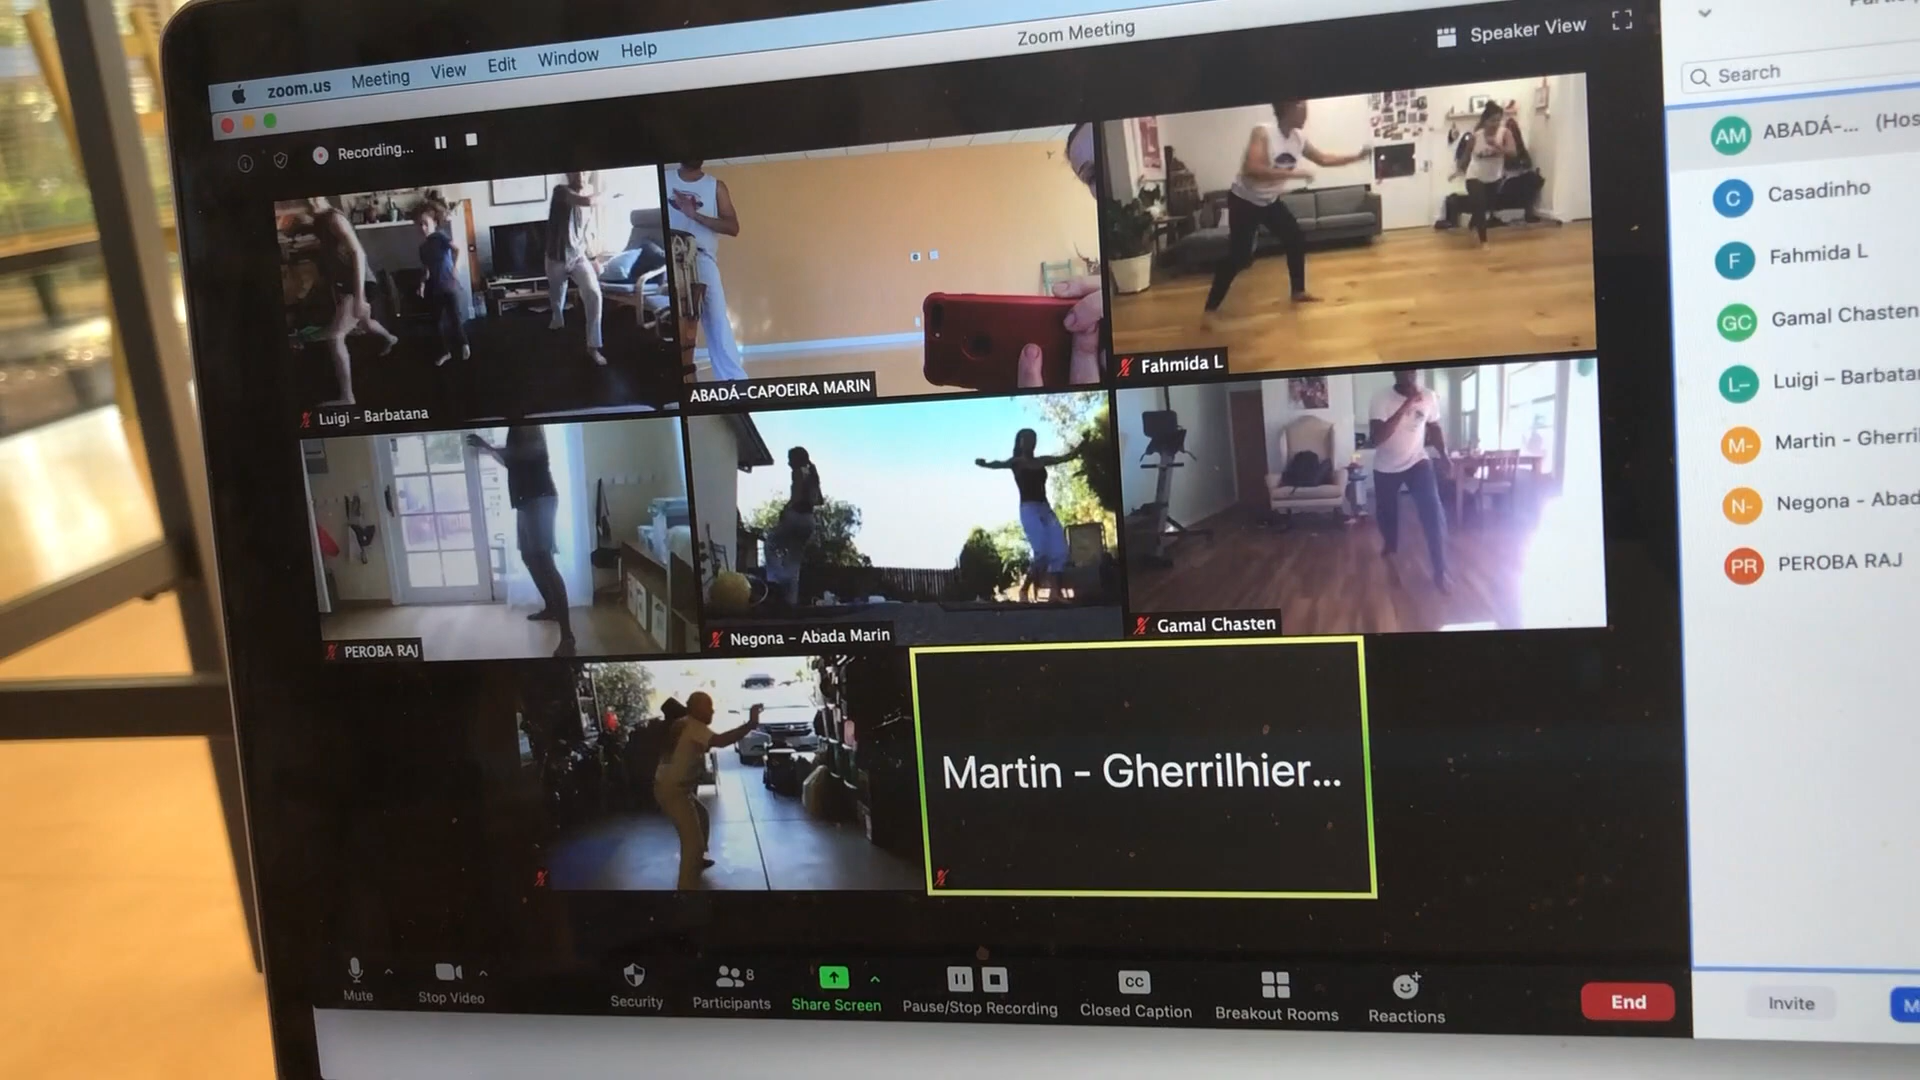 zoom.us Meeting View Edit Window Help
Zoom Meeting
Speaker View
Recording...
Search
AM ABADÁ-... (Hos
C Casadinho
F Fahmida L
GC Gamal Chasten
L– Luigi – Barbata
M- Martin - Gherril
N- Negona - Abad
PR PEROBA RAJ
Luigi - Barbatana
ABADÁ-CAPOEIRA MARIN
Fahmida L
PEROBA RAJ
Negona - Abada Marin
Gamal Chasten
Martin - Gherrilhier...
Mute
Stop Video
Security
8
Participants
Share Screen
Pause/Stop Recording
CC
Closed Caption
Breakout Rooms
Reactions
End
Invite
M